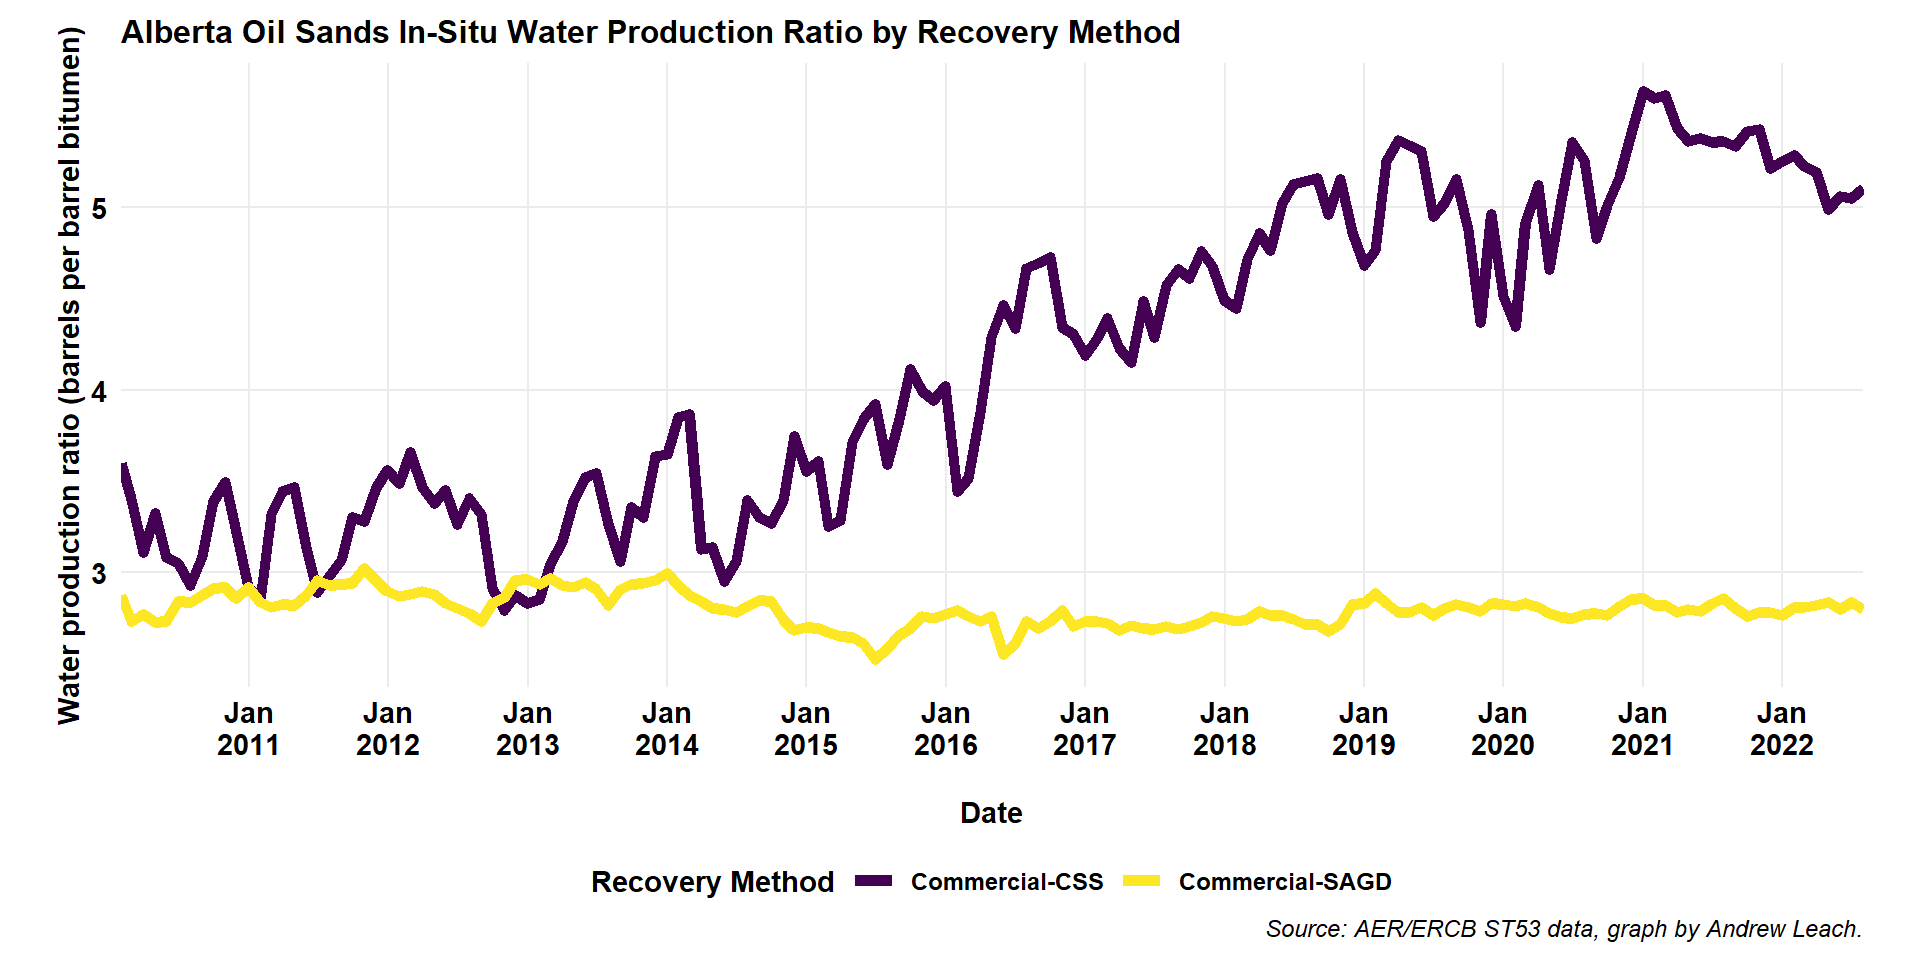 Alberta Oil Sands In-Situ Water Production Ratio by Recovery Method
Water production ratio (barrels per barrel bitumen)
5
4
3
Jan
2011
Jan
2012
Jan
2013
Jan
2014
Jan
2015
Jan
2016
Jan
2017
Jan
2018
Jan
2019
Jan
2020
Jan
2021
Jan
2022
Date
Recovery Method Commercial-CSS Commercial-SAGD
Source: AER/ERCB ST53 data, graph by Andrew Leach.